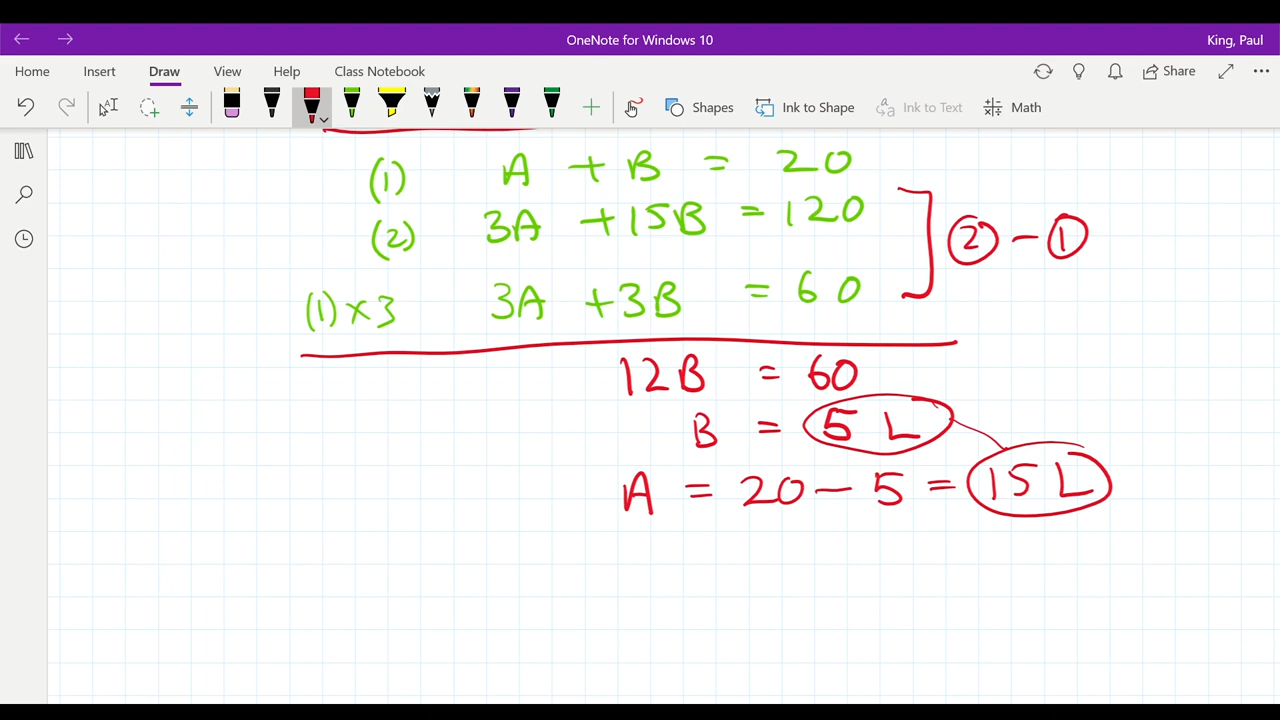 OneNote for Windows 10
King, Paul
Home Insert Draw View Help Class Notebook Share
Shapes Ink to Shape Ink to Text Math
(1) A + B = 20
(2) 3A + 15B = 120
② - ①
(1) × 3 3A + 3B = 60
12B = 60
B = 5 L
A = 20 - 5 = 15 L